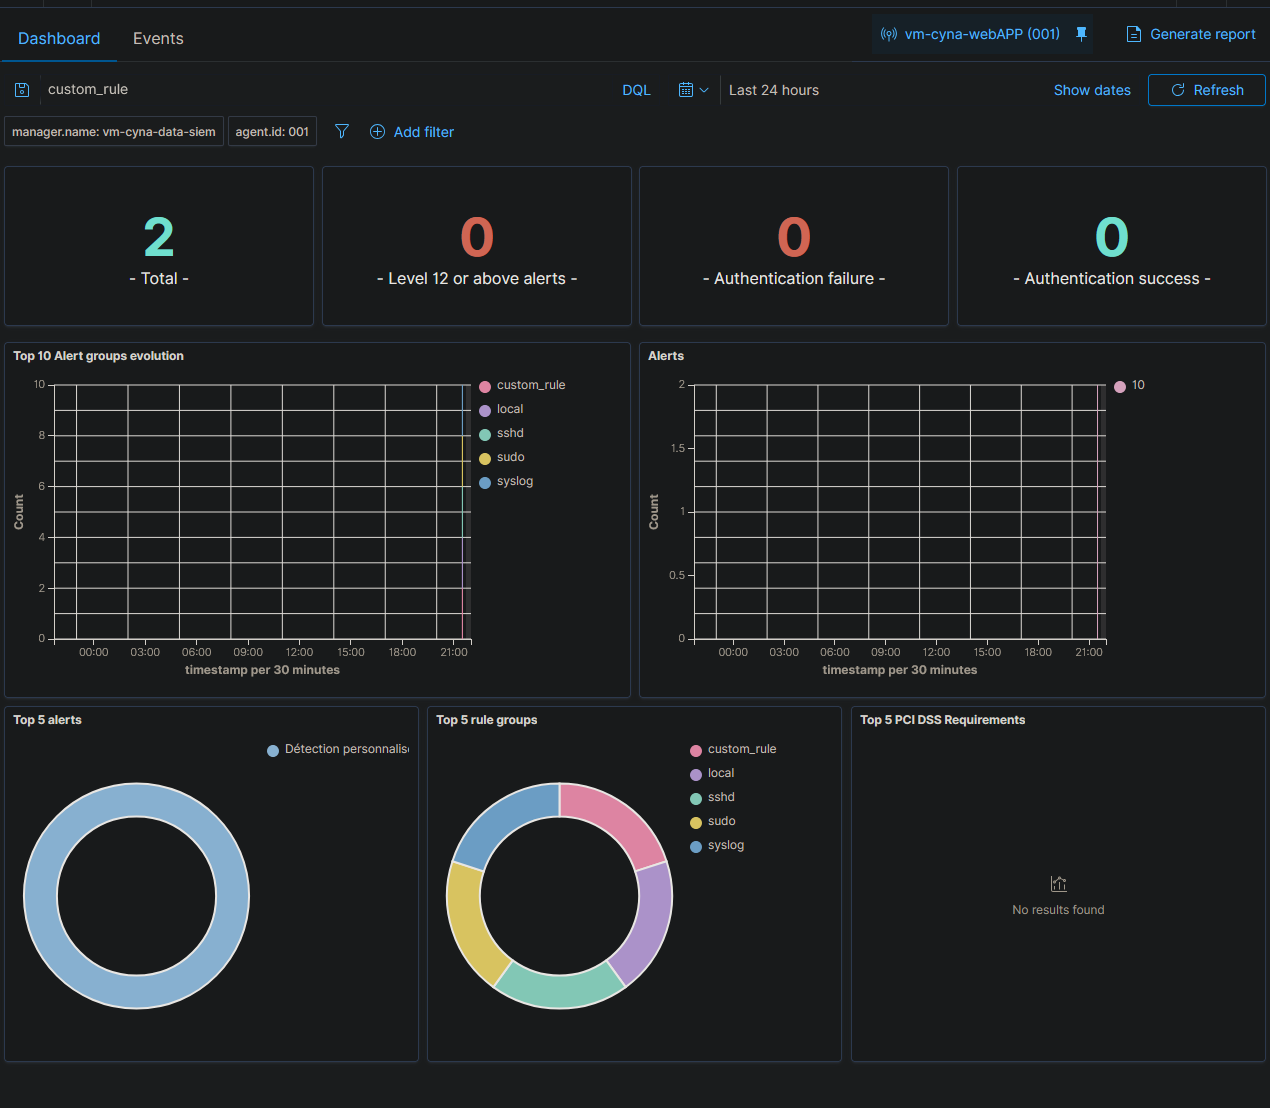 Dashboard
Events
vm-cyna-webAPP (001)
Generate report
custom_rule
DQL
Last 24 hours
Show dates
Refresh
manager.name: vm-cyna-data-siem
agent.id: 001
Add filter
2
- Total -
0
- Level 12 or above alerts -
0
- Authentication failure -
0
- Authentication success -
Top 10 Alert groups evolution
10
8
6
4
2
0
Count
00:00
03:00
06:00
09:00
12:00
15:00
18:00
21:00
timestamp per 30 minutes
custom_rule
local
sshd
sudo
syslog
Alerts
2
1.5
1
0.5
0
Count
00:00
03:00
06:00
09:00
12:00
15:00
18:00
21:00
timestamp per 30 minutes
10
Top 5 alerts
Détection personnalis
Top 5 rule groups
custom_rule
local
sshd
sudo
syslog
Top 5 PCI DSS Requirements
No results found